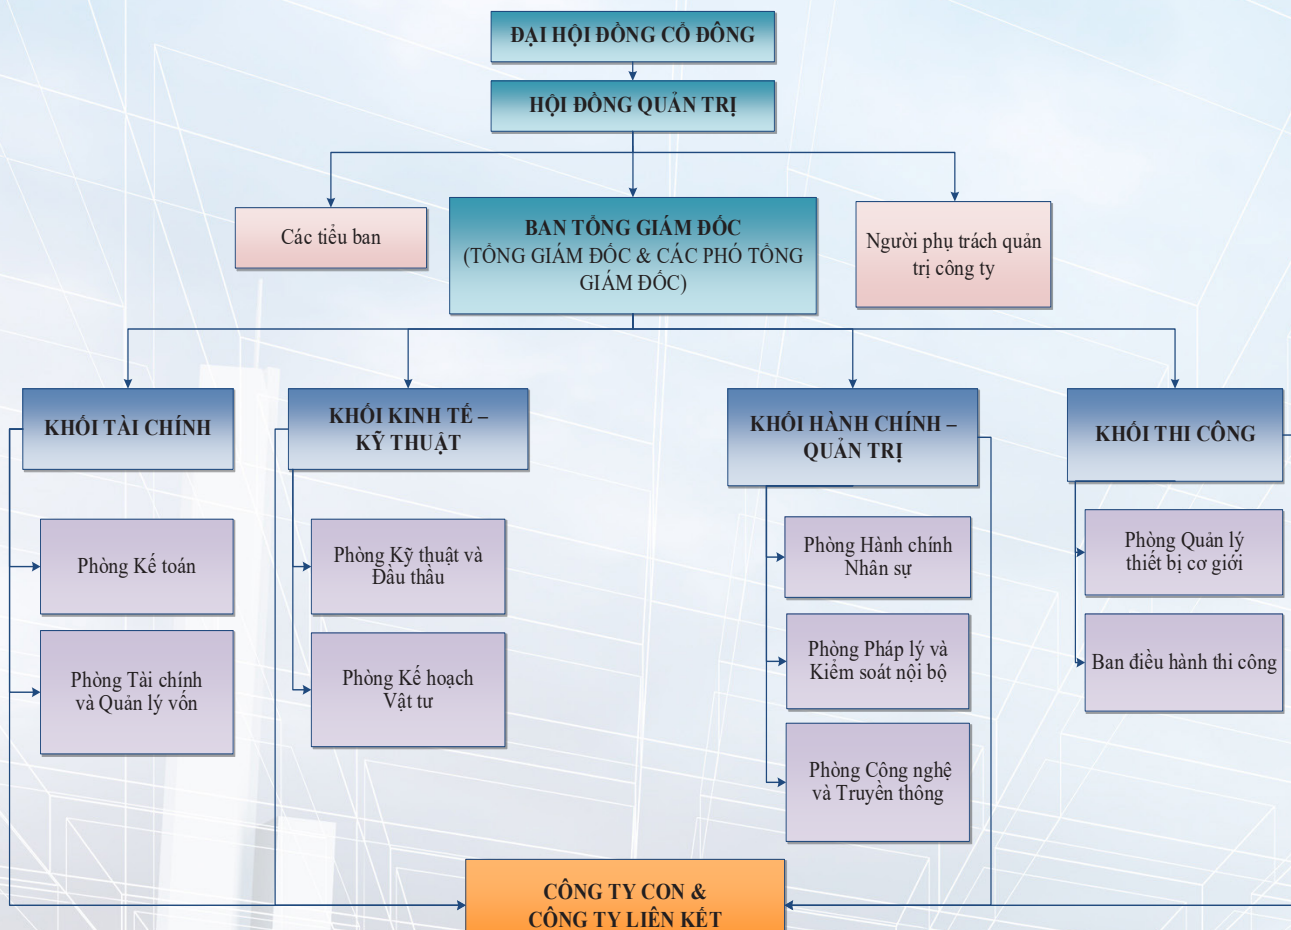 ĐẠI HỘI ĐỒNG CỔ ĐÔNG
HỘI ĐỒNG QUẢN TRỊ
Các tiểu ban
BAN TỔNG GIÁM ĐỐC
(TỔNG GIÁM ĐỐC & CÁC PHÓ TỔNG
GIÁM ĐỐC)
Người phụ trách quản
trị công ty
KHỐI TÀI CHÍNH
KHỐI KINH TẾ –
KỸ THUẬT
KHỐI HÀNH CHÍNH –
QUẢN TRỊ
KHỐI THI CÔNG
Phòng Kế toán
Phòng Tài chính
và Quản lý vốn
Phòng Kỹ thuật và
Đấu thầu
Phòng Kế hoạch
Vật tư
Phòng Hành chính
Nhân sự
Phòng Pháp lý và
Kiểm soát nội bộ
Phòng Công nghệ
và Truyền thông
Phòng Quản lý
thiết bị cơ giới
Ban điều hành thi công
CÔNG TY CON &
CÔNG TY LIÊN KẾT